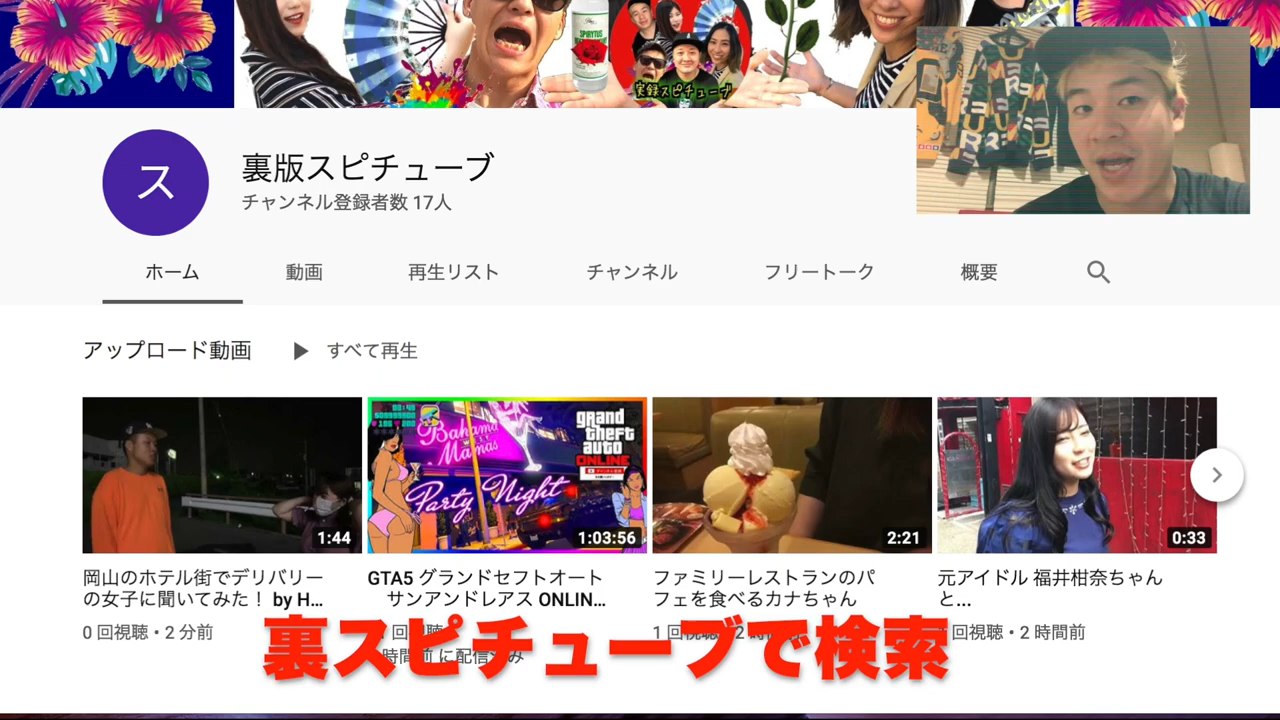 SPIRYTUS
実録スピチューブ
ス
裏版スピチューブ
チャンネル登録者数 17人
ホーム 動画 再生リスト チャンネル フリートーク 概要
アップロード動画 すべて再生
Bahama
Mamas
Party Night
grand
theft
auto
ONLINE
1:44
1:03:56
2:21
0:33
岡山のホテル街でデリバリー
の女子に聞いてみた！ by H...
0 回視聴・2 分前
GTA5 グランドセフトオート
サンアンドレアス ONLIN...
ファミリーレストランのパ
フェを食べるカナちゃん
元アイドル 福井柑奈ちゃん
と...
回視聴・2 時間前
裏スピチューブで検索